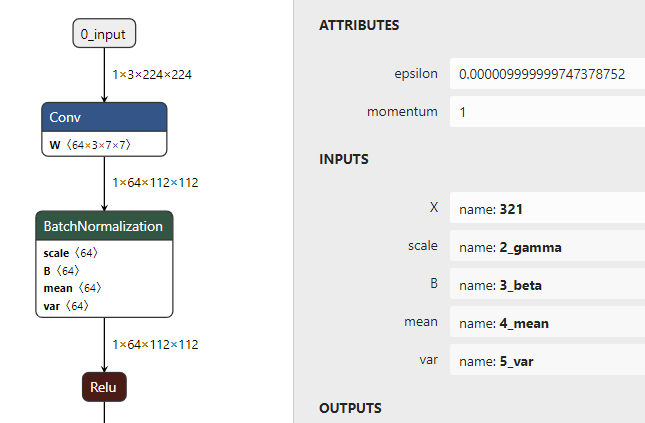 0_input
1×3×224×224
Conv
W 〈64×3×7×7〉
1×64×112×112
BatchNormalization
scale 〈64〉
B 〈64〉
mean 〈64〉
var 〈64〉
1×64×112×112
Relu
ATTRIBUTES
epsilon 0.000009999999747378752
momentum 1
INPUTS
X name: 321
scale name: 2_gamma
B name: 3_beta
mean name: 4_mean
var name: 5_var
OUTPUTS